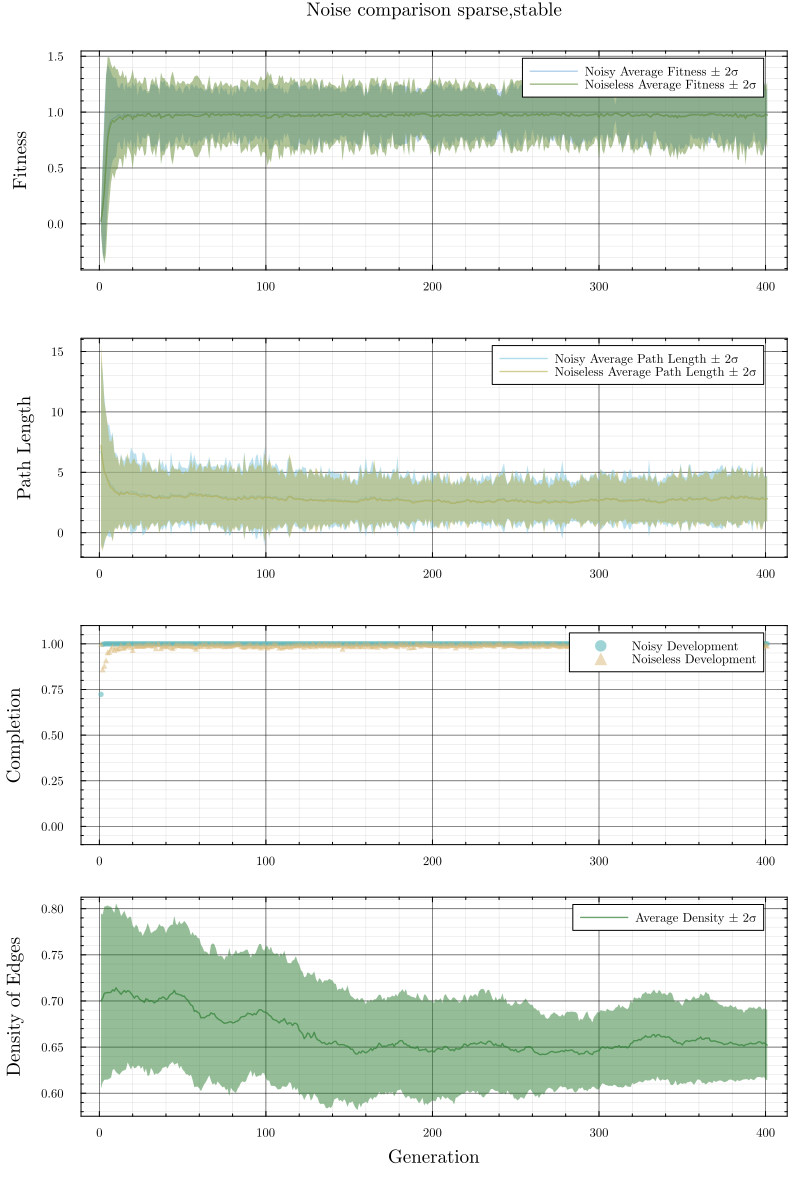 Noise comparison sparse,stable
1.5
1.0
0.5
0.0
Fitness
Noisy Average Fitness ± 2σ
Noiseless Average Fitness ± 2σ
0 100 200 300 400
15
10
5
0
Path Length
Noisy Average Path Length ± 2σ
Noiseless Average Path Length ± 2σ
0 100 200 300 400
1.00
0.75
0.50
0.25
0.00
Completion
Noisy Development
Noiseless Development
0 100 200 300 400
0.80
0.75
0.70
0.65
0.60
Density of Edges
Average Density ± 2σ
0 100 200 300 400
Generation